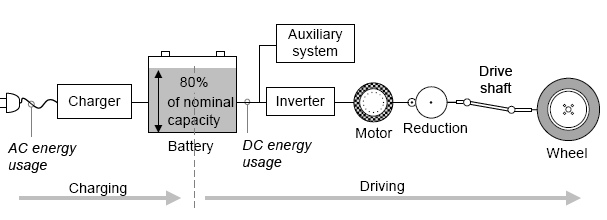 Auxiliary
system
80%
of nominal
capacity
Charger
Inverter
Drive
shaft
Motor
Reduction
Wheel
Battery
AC energy
usage
DC energy
usage
Charging
Driving